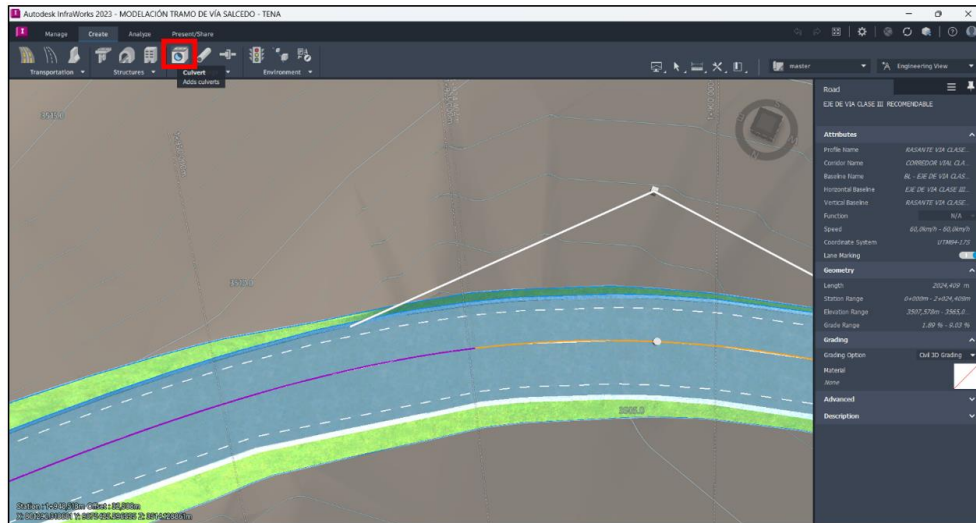 Autodesk InfraWorks 2023 - MODELACIÓN TRAMO DE VÍA SALCEDO - TENA
Manage Create Analyze Present/Share
Transportation Structures Environment
Culvert
Adds culverts
master
Engineering View
Road
EJE DE VIA CLASE III RECOMENDABLE
Attributes
Profile Name RASANTE VIA CLASE...
Corridor Name CORREDOR VIAL CLA...
Baseline Name BL - EJE DE VIA CLAS...
Horizontal Baseline EJE DE VIA CLASE III...
Vertical Baseline RASANTE VIA CLASE...
Function N/A
Speed 60,0km/h - 60,0km/h
Coordinate System UTM84-17S
Lane Marking
Geometry
Length 2024,409 m
Station Range 0+000m - 2+024,409m
Elevation Range 3507,578m - 3565,0...
Grade Range 1.89 % - 9.03 %
Grading
Grading Option Civil 3D Grading
Material
None
Advanced
Description
3515.0